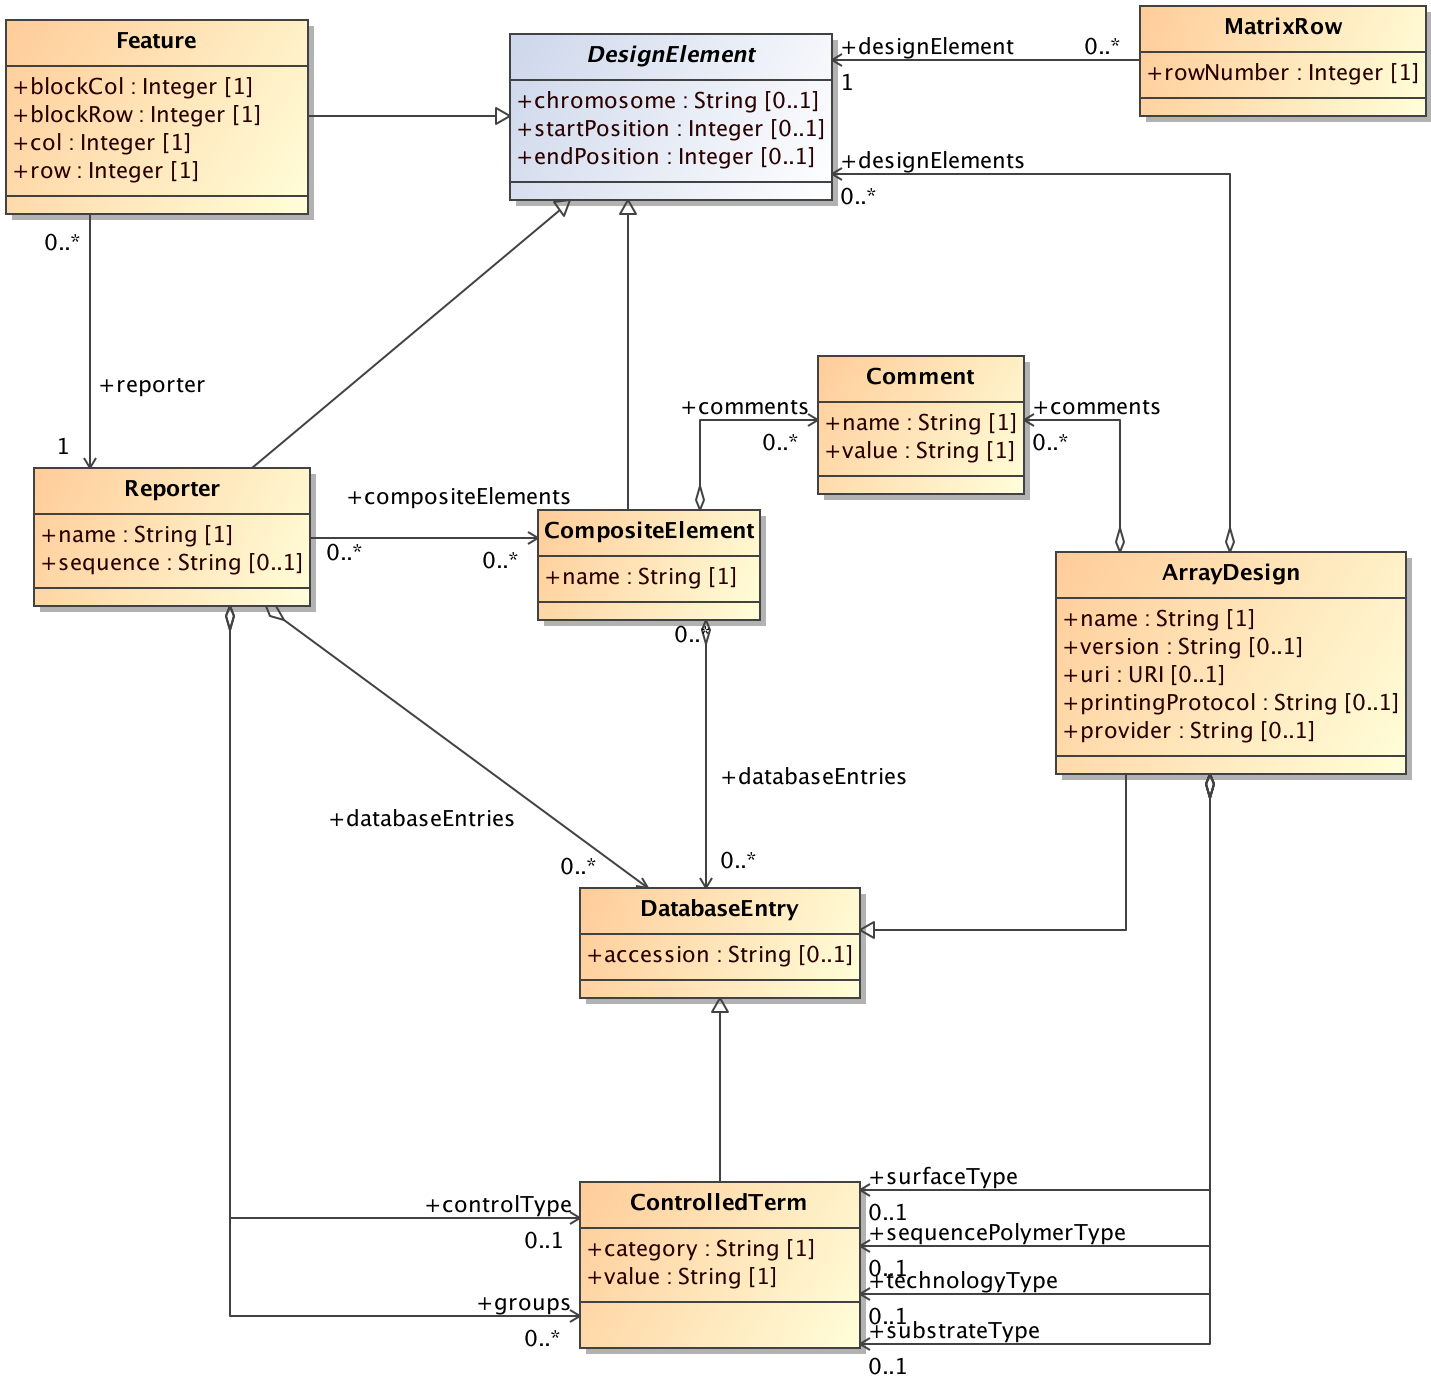 Feature
+blockCol : Integer [1]
+blockRow : Integer [1]
+col : Integer [1]
+row : Integer [1]
DesignElement
+chromosome : String [0..1]
+startPosition : Integer [0..1]
+endPosition : Integer [0..1]
MatrixRow
+rowNumber : Integer [1]
+designElement
0..*
1
+designElements
0..*
0..*
+reporter
1
Reporter
+name : String [1]
+sequence : String [0..1]
+compositeElements
0..*
0..*
CompositeElement
+name : String [1]
+comments
0..*
Comment
+name : String [1]
+value : String [1]
+comments
0..*
ArrayDesign
+name : String [1]
+version : String [0..1]
+uri : URI [0..1]
+printingProtocol : String [0..1]
+provider : String [0..1]
0..*
+databaseEntries
0..*
+databaseEntries
0..*
DatabaseEntry
+accession : String [0..1]
+controlType
0..1
+groups
0..*
ControlledTerm
+category : String [1]
+value : String [1]
+surfaceType
0..1
+sequencePolymerType
0..1
+technologyType
0..1
+substrateType
0..1